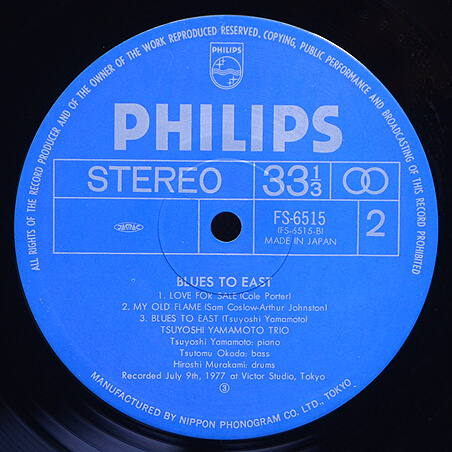 ALL RIGHTS OF THE RECORD PRODUCER AND OF THE OWNER OF THE WORK REPRODUCED RESERVED. COPYING, PUBLIC PERFORMANCE AND BROADCASTING OF THIS RECORD PROHIBITED
PHILIPS
PHILIPS
STEREO
33 1/3
FS-6515
(FS-6515-B)
MADE IN JAPAN
2
JASRAC
BLUES TO EAST
1. LOVE FOR SALE (Cole Porter)
2. MY OLD FLAME (Sam Coslow-Arthur Johnston)
3. BLUES TO EAST (Tsuyoshi Yamamoto)
TSUYOSHI YAMAMOTO TRIO
Tsuyoshi Yamamoto: piano
Tsutomu Okada: bass
Hiroshi Murakami: drums
Recorded July 9th, 1977 at Victor Studio, Tokyo
③
MANUFACTURED BY NIPPON PHONOGRAM CO. LTD., TOKYO